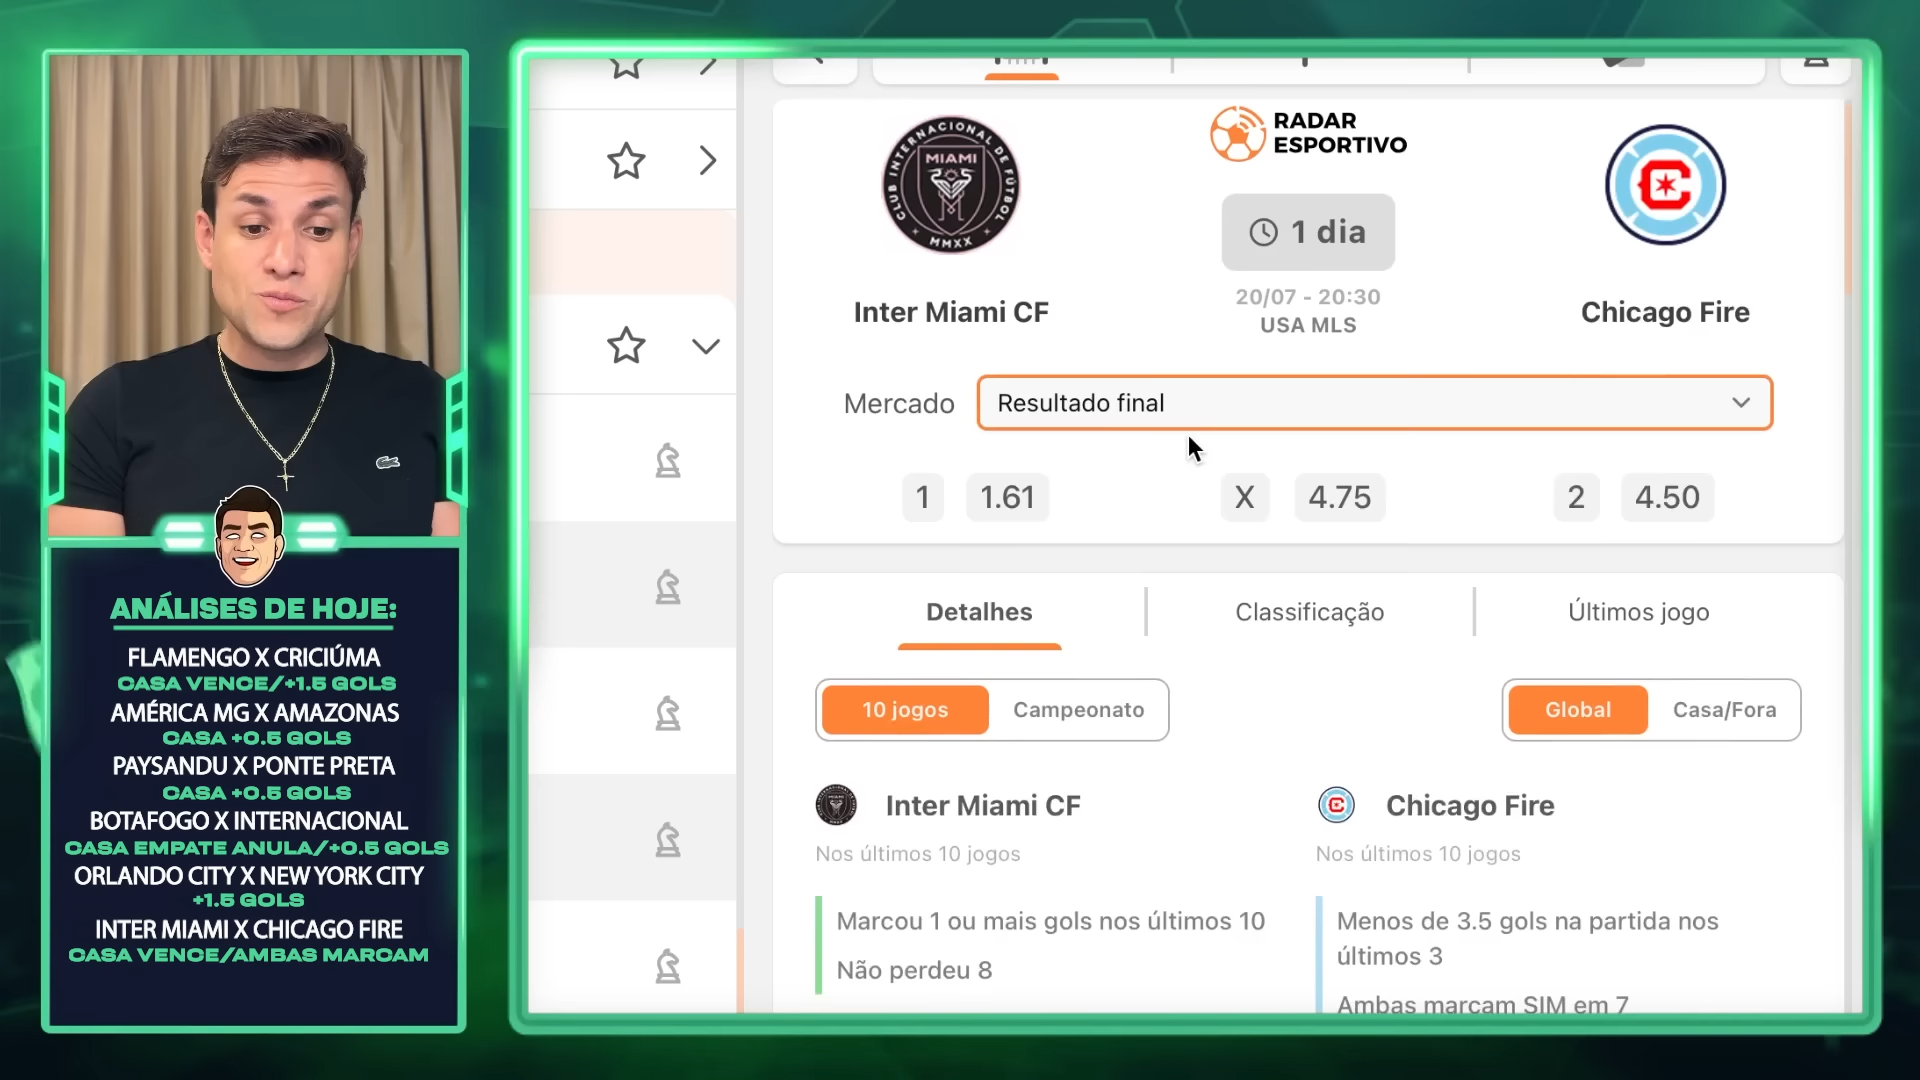 ANÁLISES DE HOJE:
FLAMENGO X CRICIÚMA
CASA VENCE/+1.5 GOLS
AMÉRICA MG X AMAZONAS
CASA +0.5 GOLS
PAYSANDU X PONTE PRETA
CASA +0.5 GOLS
BOTAFOGO X INTERNACIONAL
CASA EMPATE ANULA/+0.5 GOLS
ORLANDO CITY X NEW YORK CITY
+1.5 GOLS
INTER MIAMI X CHICAGO FIRE
CASA VENCE/AMBAS MARCAM
CLUB INTERNACIONAL DE FÚTBOL
MIAMI
MMXX
RADAR
ESPORTIVO
C
1 dia
20/07 - 20:30
USA MLS
Inter Miami CF
Chicago Fire
Mercado
Resultado final
1 1.61
X 4.75
2 4.50
Detalhes
Classificação
Últimos jogo
10 jogos
Campeonato
Global
Casa/Fora
Inter Miami CF
Nos últimos 10 jogos
Marcou 1 ou mais gols nos últimos 10
Não perdeu 8
C
Chicago Fire
Nos últimos 10 jogos
Menos de 3.5 gols na partida nos
últimos 3
Ambas marcam SIM em 7